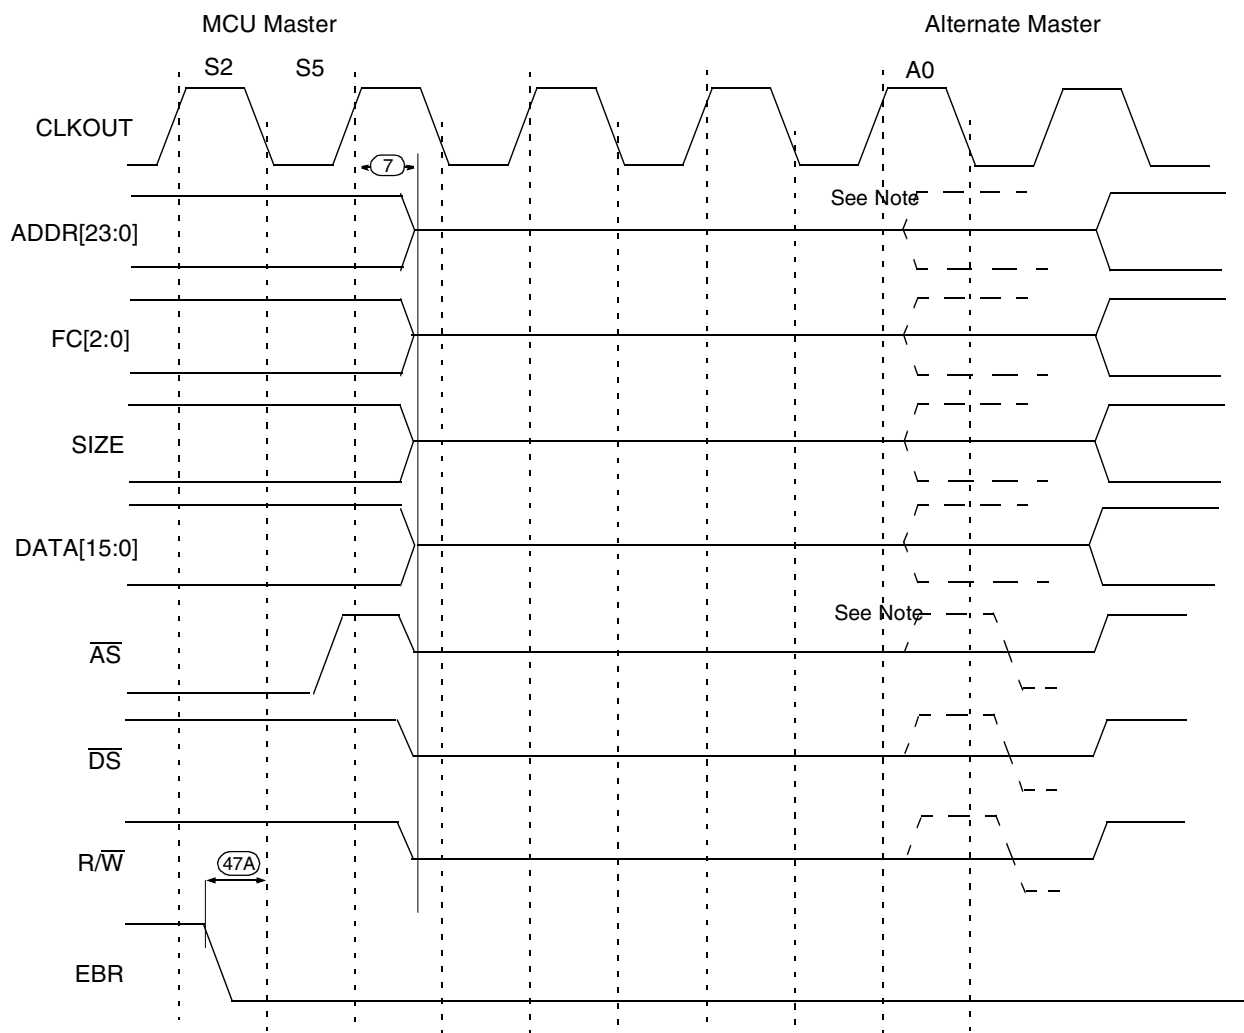 MCU Master
Alternate Master
S2
S5
A0
CLKOUT
7
See Note
ADDR[23:0]
FC[2:0]
SIZE
DATA[15:0]
See Note
AS
DS
R/W
47A
EBR